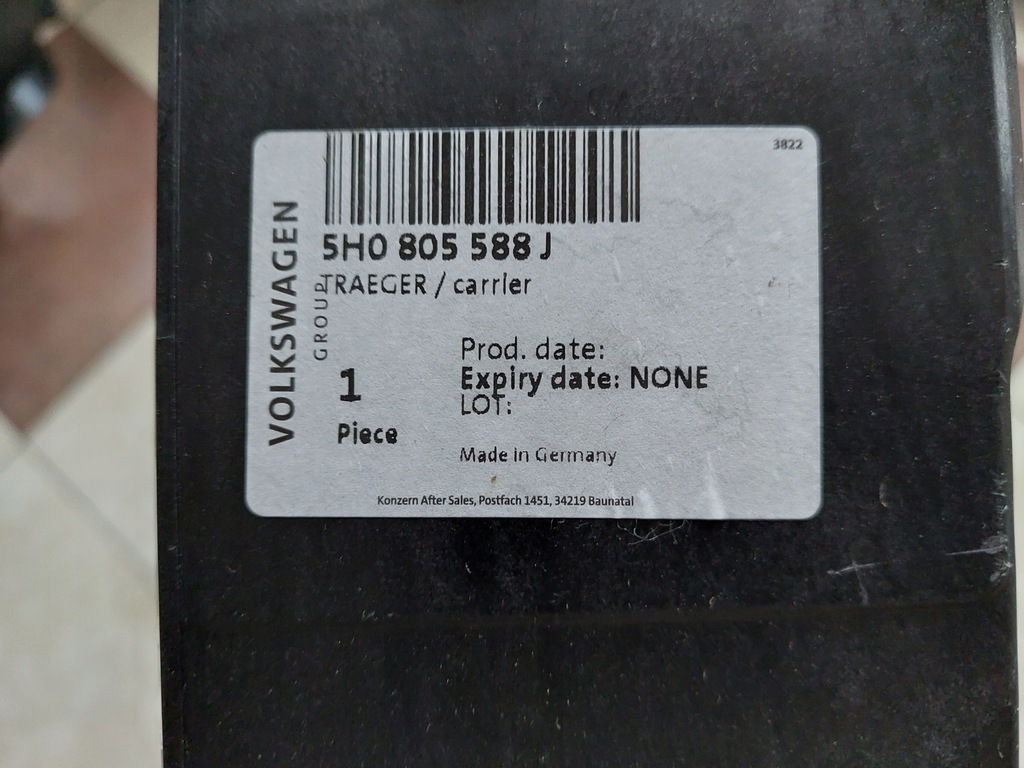 3822
5H0 805 588 J
TRAEGER / carrier
VOLKSWAGEN
GROUP
1
Piece
Prod. date:
Expiry date: NONE
LOT:
Made in Germany
Konzern After Sales, Postfach 1451, 34219 Baunatal